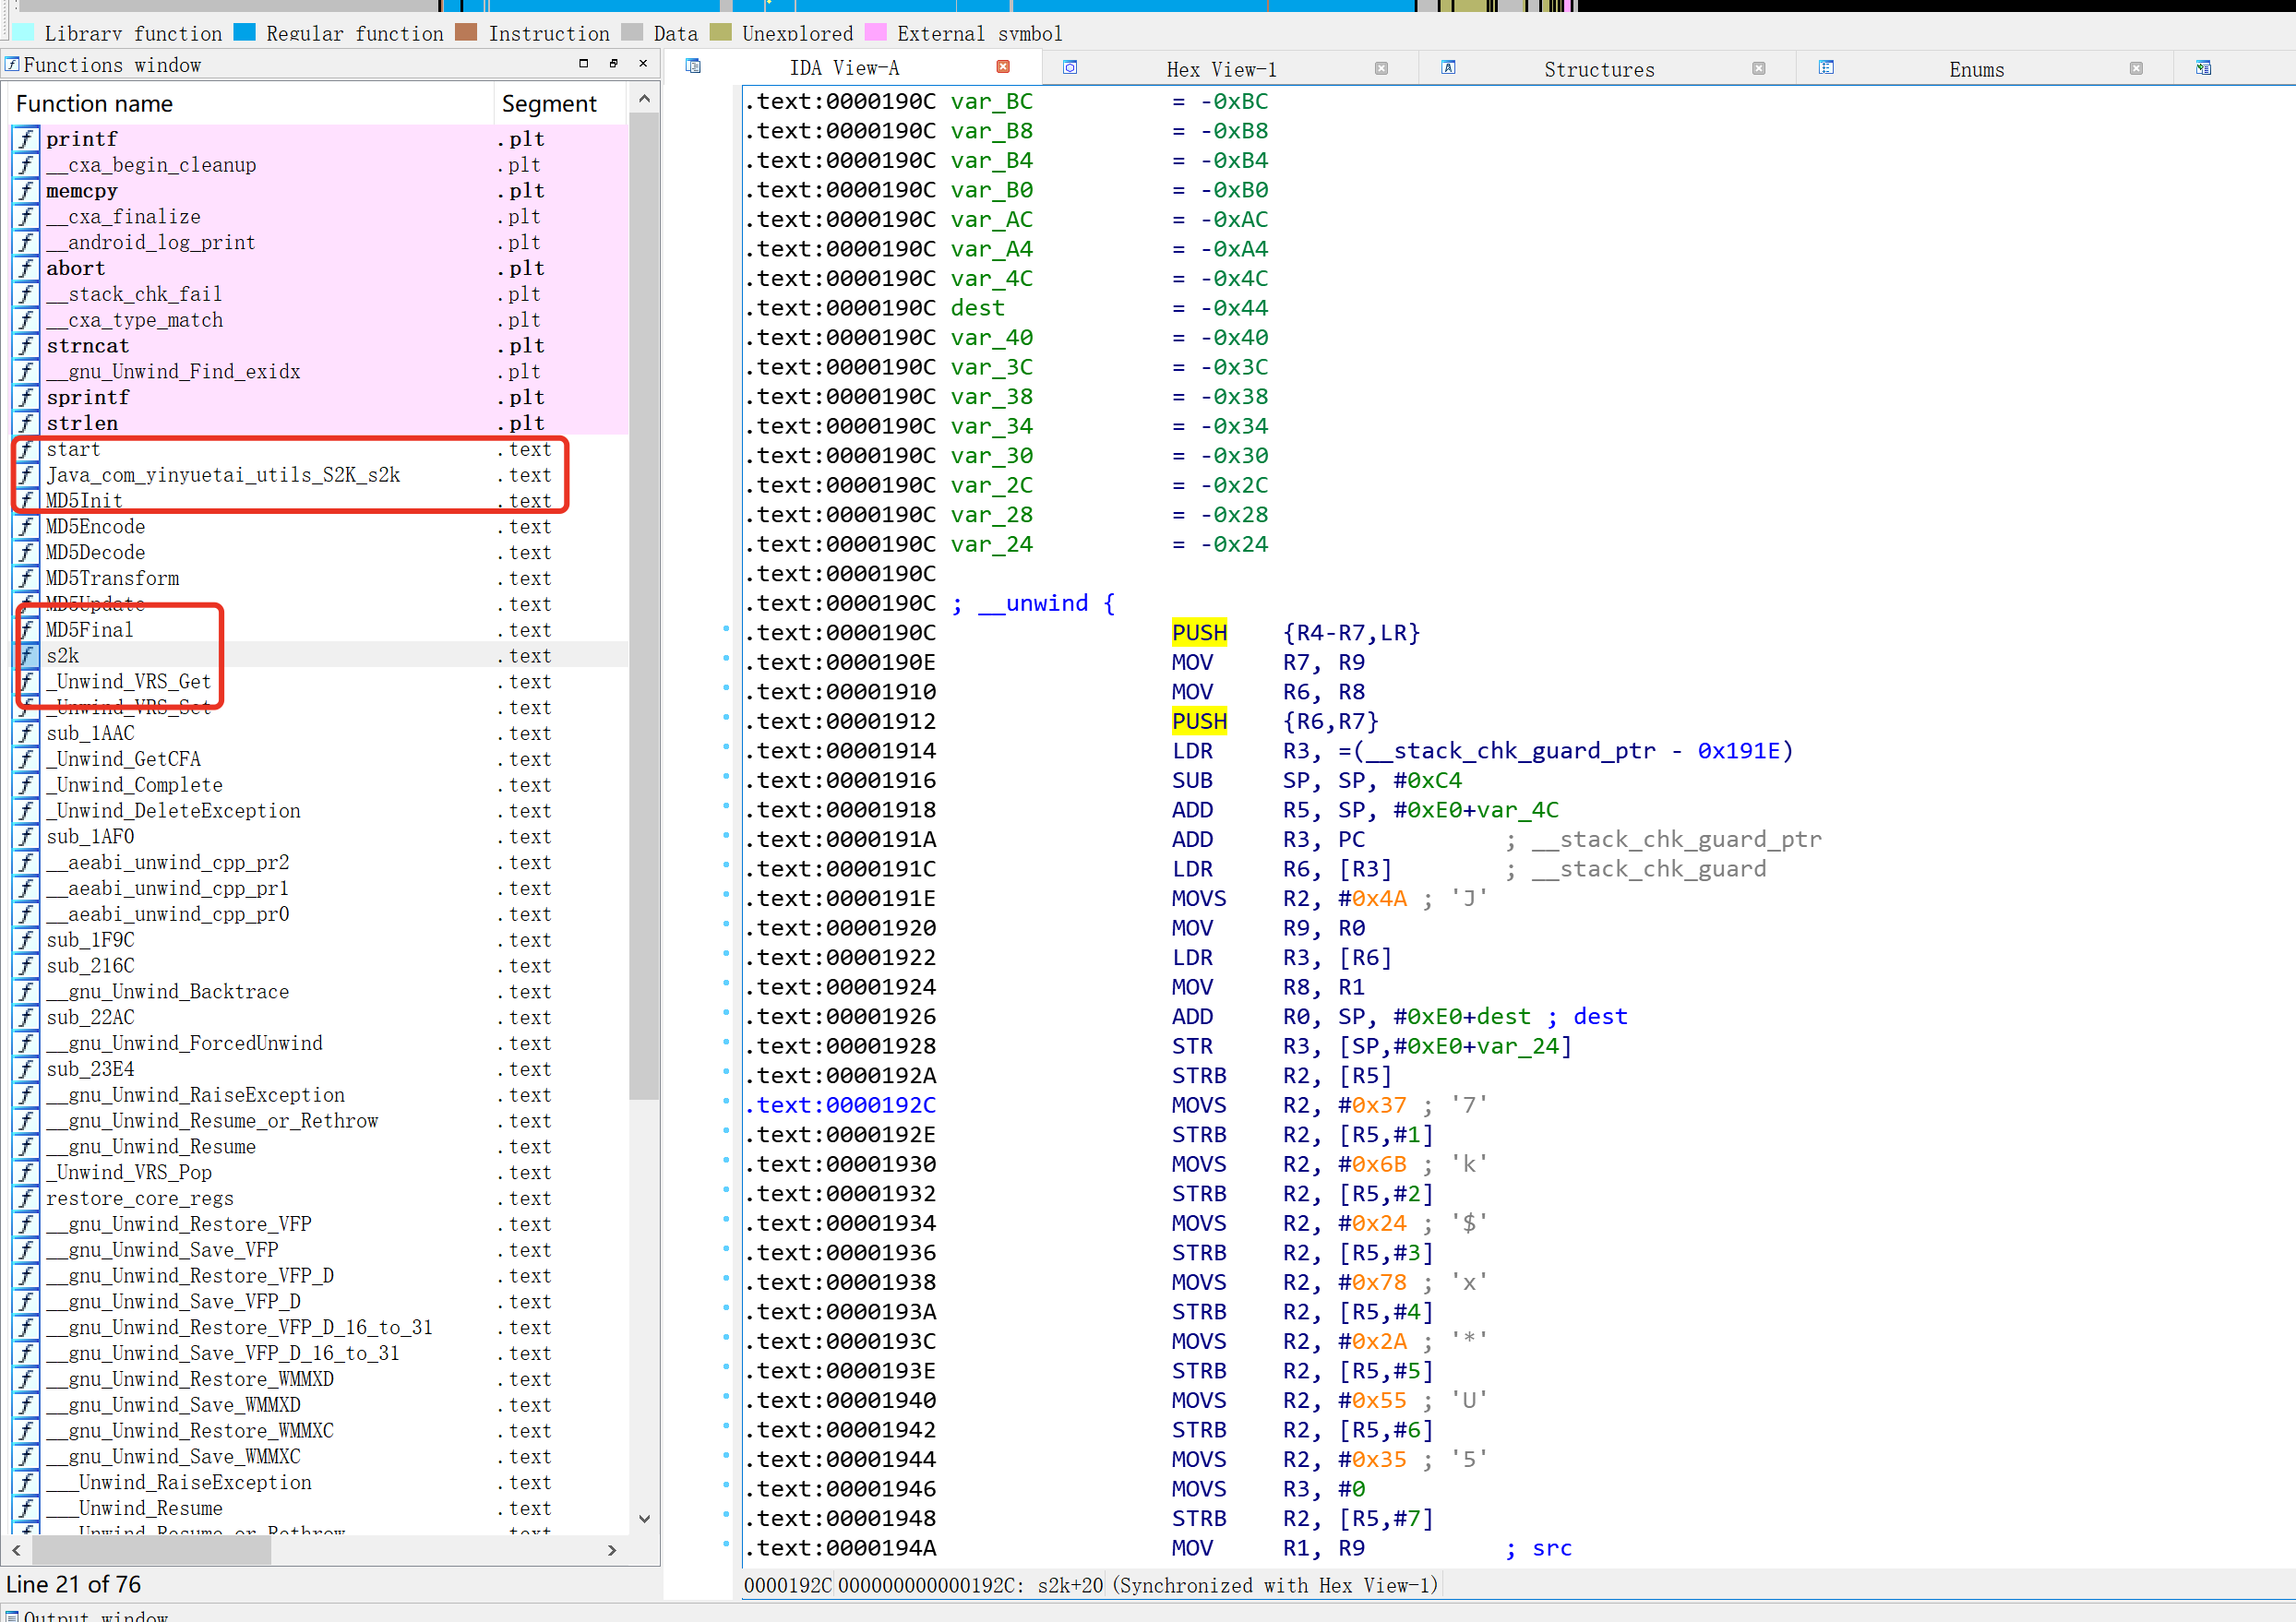 Library function Regular function Instruction Data Unexplored External symbol
Functions window
IDA View-A Hex View-1 Structures Enums
Function name Segment
printf .plt
__cxa_begin_cleanup .plt
memcpy .plt
__cxa_finalize .plt
__android_log_print .plt
abort .plt
__stack_chk_fail .plt
__cxa_type_match .plt
strncat .plt
__gnu_Unwind_Find_exidx .plt
sprintf .plt
strlen .plt
start .text
Java_com_yinyuetai_utils_S2K_s2k .text
MD5Init .text
MD5Encode .text
MD5Decode .text
MD5Transform .text
MD5Update .text
MD5Final .text
s2k .text
_Unwind_VRS_Get .text
_Unwind_VRS_Set .text
sub_1AAC .text
_Unwind_GetCFA .text
_Unwind_Complete .text
_Unwind_DeleteException .text
sub_1AF0 .text
__aeabi_unwind_cpp_pr2 .text
__aeabi_unwind_cpp_pr1 .text
__aeabi_unwind_cpp_pr0 .text
sub_1F9C .text
sub_216C .text
__gnu_Unwind_Backtrace .text
sub_22AC .text
__gnu_Unwind_ForcedUnwind .text
sub_23E4 .text
__gnu_Unwind_RaiseException .text
__gnu_Unwind_Resume_or_Rethrow .text
__gnu_Unwind_Resume .text
_Unwind_VRS_Pop .text
restore_core_regs .text
__gnu_Unwind_Restore_VFP .text
__gnu_Unwind_Save_VFP .text
__gnu_Unwind_Restore_VFP_D .text
__gnu_Unwind_Save_VFP_D .text
__gnu_Unwind_Restore_VFP_D_16_to_31 .text
__gnu_Unwind_Save_VFP_D_16_to_31 .text
__gnu_Unwind_Restore_WMMXD .text
__gnu_Unwind_Save_WMMXD .text
__gnu_Unwind_Restore_WMMXC .text
__gnu_Unwind_Save_WMMXC .text
___Unwind_RaiseException .text
___Unwind_Resume .text
___Unwind_Resume_or_Rethrow .text
Line 21 of 76
.text:0000190C var_BC = -0xBC
.text:0000190C var_B8 = -0xB8
.text:0000190C var_B4 = -0xB4
.text:0000190C var_B0 = -0xB0
.text:0000190C var_AC = -0xAC
.text:0000190C var_A4 = -0xA4
.text:0000190C var_4C = -0x4C
.text:0000190C dest = -0x44
.text:0000190C var_40 = -0x40
.text:0000190C var_3C = -0x3C
.text:0000190C var_38 = -0x38
.text:0000190C var_34 = -0x34
.text:0000190C var_30 = -0x30
.text:0000190C var_2C = -0x2C
.text:0000190C var_28 = -0x28
.text:0000190C var_24 = -0x24
.text:0000190C
.text:0000190C ; __unwind {
.text:0000190C PUSH {R4-R7,LR}
.text:0000190E MOV R7, R9
.text:00001910 MOV R6, R8
.text:00001912 PUSH {R6,R7}
.text:00001914 LDR R3, =(__stack_chk_guard_ptr - 0x191E)
.text:00001916 SUB SP, SP, #0xC4
.text:00001918 ADD R5, SP, #0xE0+var_4C
.text:0000191A ADD R3, PC ; __stack_chk_guard_ptr
.text:0000191C LDR R6, [R3] ; __stack_chk_guard
.text:0000191E MOVS R2, #0x4A ; 'J'
.text:00001920 MOV R9, R0
.text:00001922 LDR R3, [R6]
.text:00001924 MOV R8, R1
.text:00001926 ADD R0, SP, #0xE0+dest ; dest
.text:00001928 STR R3, [SP,#0xE0+var_24]
.text:0000192A STRB R2, [R5]
.text:0000192C MOVS R2, #0x37 ; '7'
.text:0000192E STRB R2, [R5,#1]
.text:00001930 MOVS R2, #0x6B ; 'k'
.text:00001932 STRB R2, [R5,#2]
.text:00001934 MOVS R2, #0x24 ; '$'
.text:00001936 STRB R2, [R5,#3]
.text:00001938 MOVS R2, #0x78 ; 'x'
.text:0000193A STRB R2, [R5,#4]
.text:0000193C MOVS R2, #0x2A ; '*'
.text:0000193E STRB R2, [R5,#5]
.text:00001940 MOVS R2, #0x55 ; 'U'
.text:00001942 STRB R2, [R5,#6]
.text:00001944 MOVS R2, #0x35 ; '5'
.text:00001946 MOVS R3, #0
.text:00001948 STRB R2, [R5,#7]
.text:0000194A MOV R1, R9 ; src
0000192C 000000000000192C: s2k+20 (Synchronized with Hex View-1)
Output window